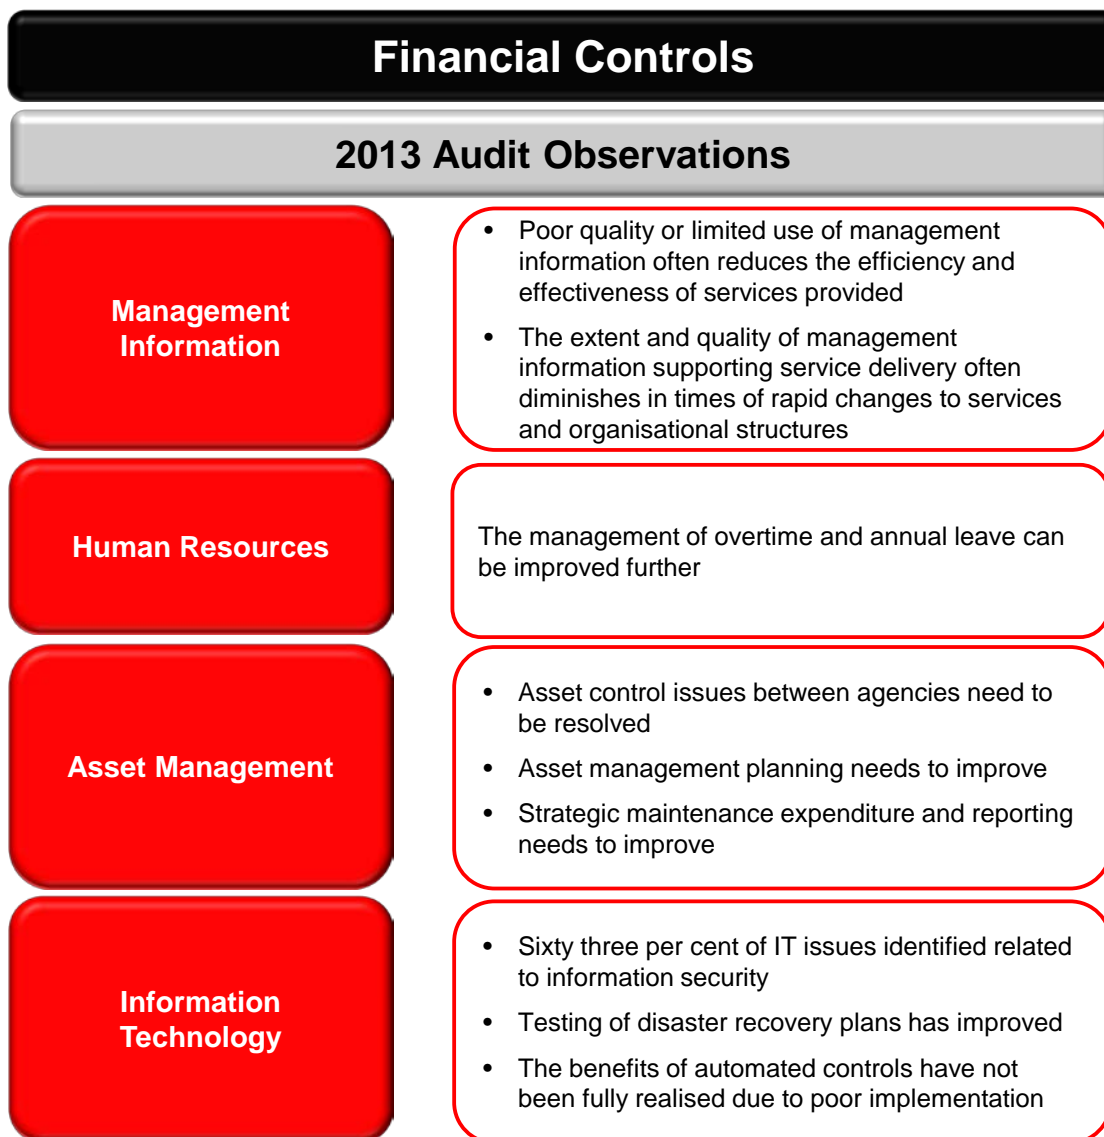 Financial Controls
2013 Audit Observations
Management
Information
• Poor quality or limited use of management
information often reduces the efficiency and
effectiveness of services provided
• The extent and quality of management
information supporting service delivery often
diminishes in times of rapid changes to services
and organisational structures
Human Resources
The management of overtime and annual leave can
be improved further
Asset Management
• Asset control issues between agencies need to
be resolved
• Asset management planning needs to improve
• Strategic maintenance expenditure and reporting
needs to improve
Information
Technology
• Sixty three per cent of IT issues identified related
to information security
• Testing of disaster recovery plans has improved
• The benefits of automated controls have not
been fully realised due to poor implementation